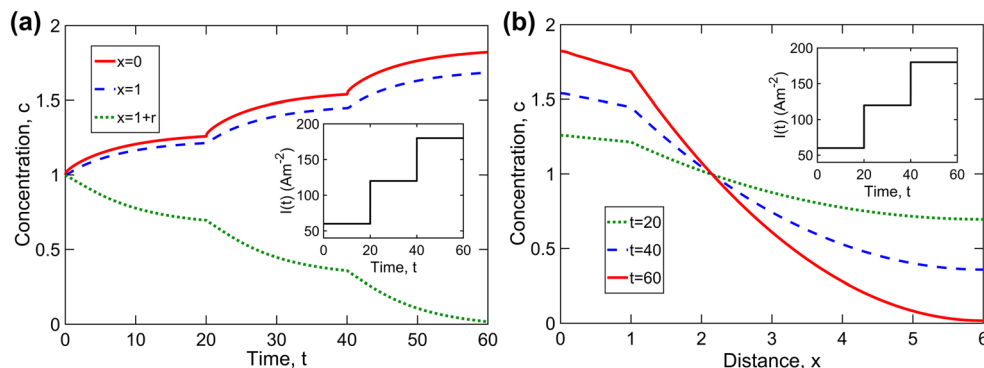 (a)
2
1.5
1
0.5
0
0 10 20 30 40 50 60
Concentration, c
Time, t
x=0
x=1
x=1+r
200
150
100
50
0 20 40 60
I(t) (Am-2)
Time, t
(b)
2
1.5
1
0.5
0
0 1 2 3 4 5 6
Concentration, c
Distance, x
t=20
t=40
t=60
200
150
100
50
0 20 40 60
I(t) (Am-2)
Time, t